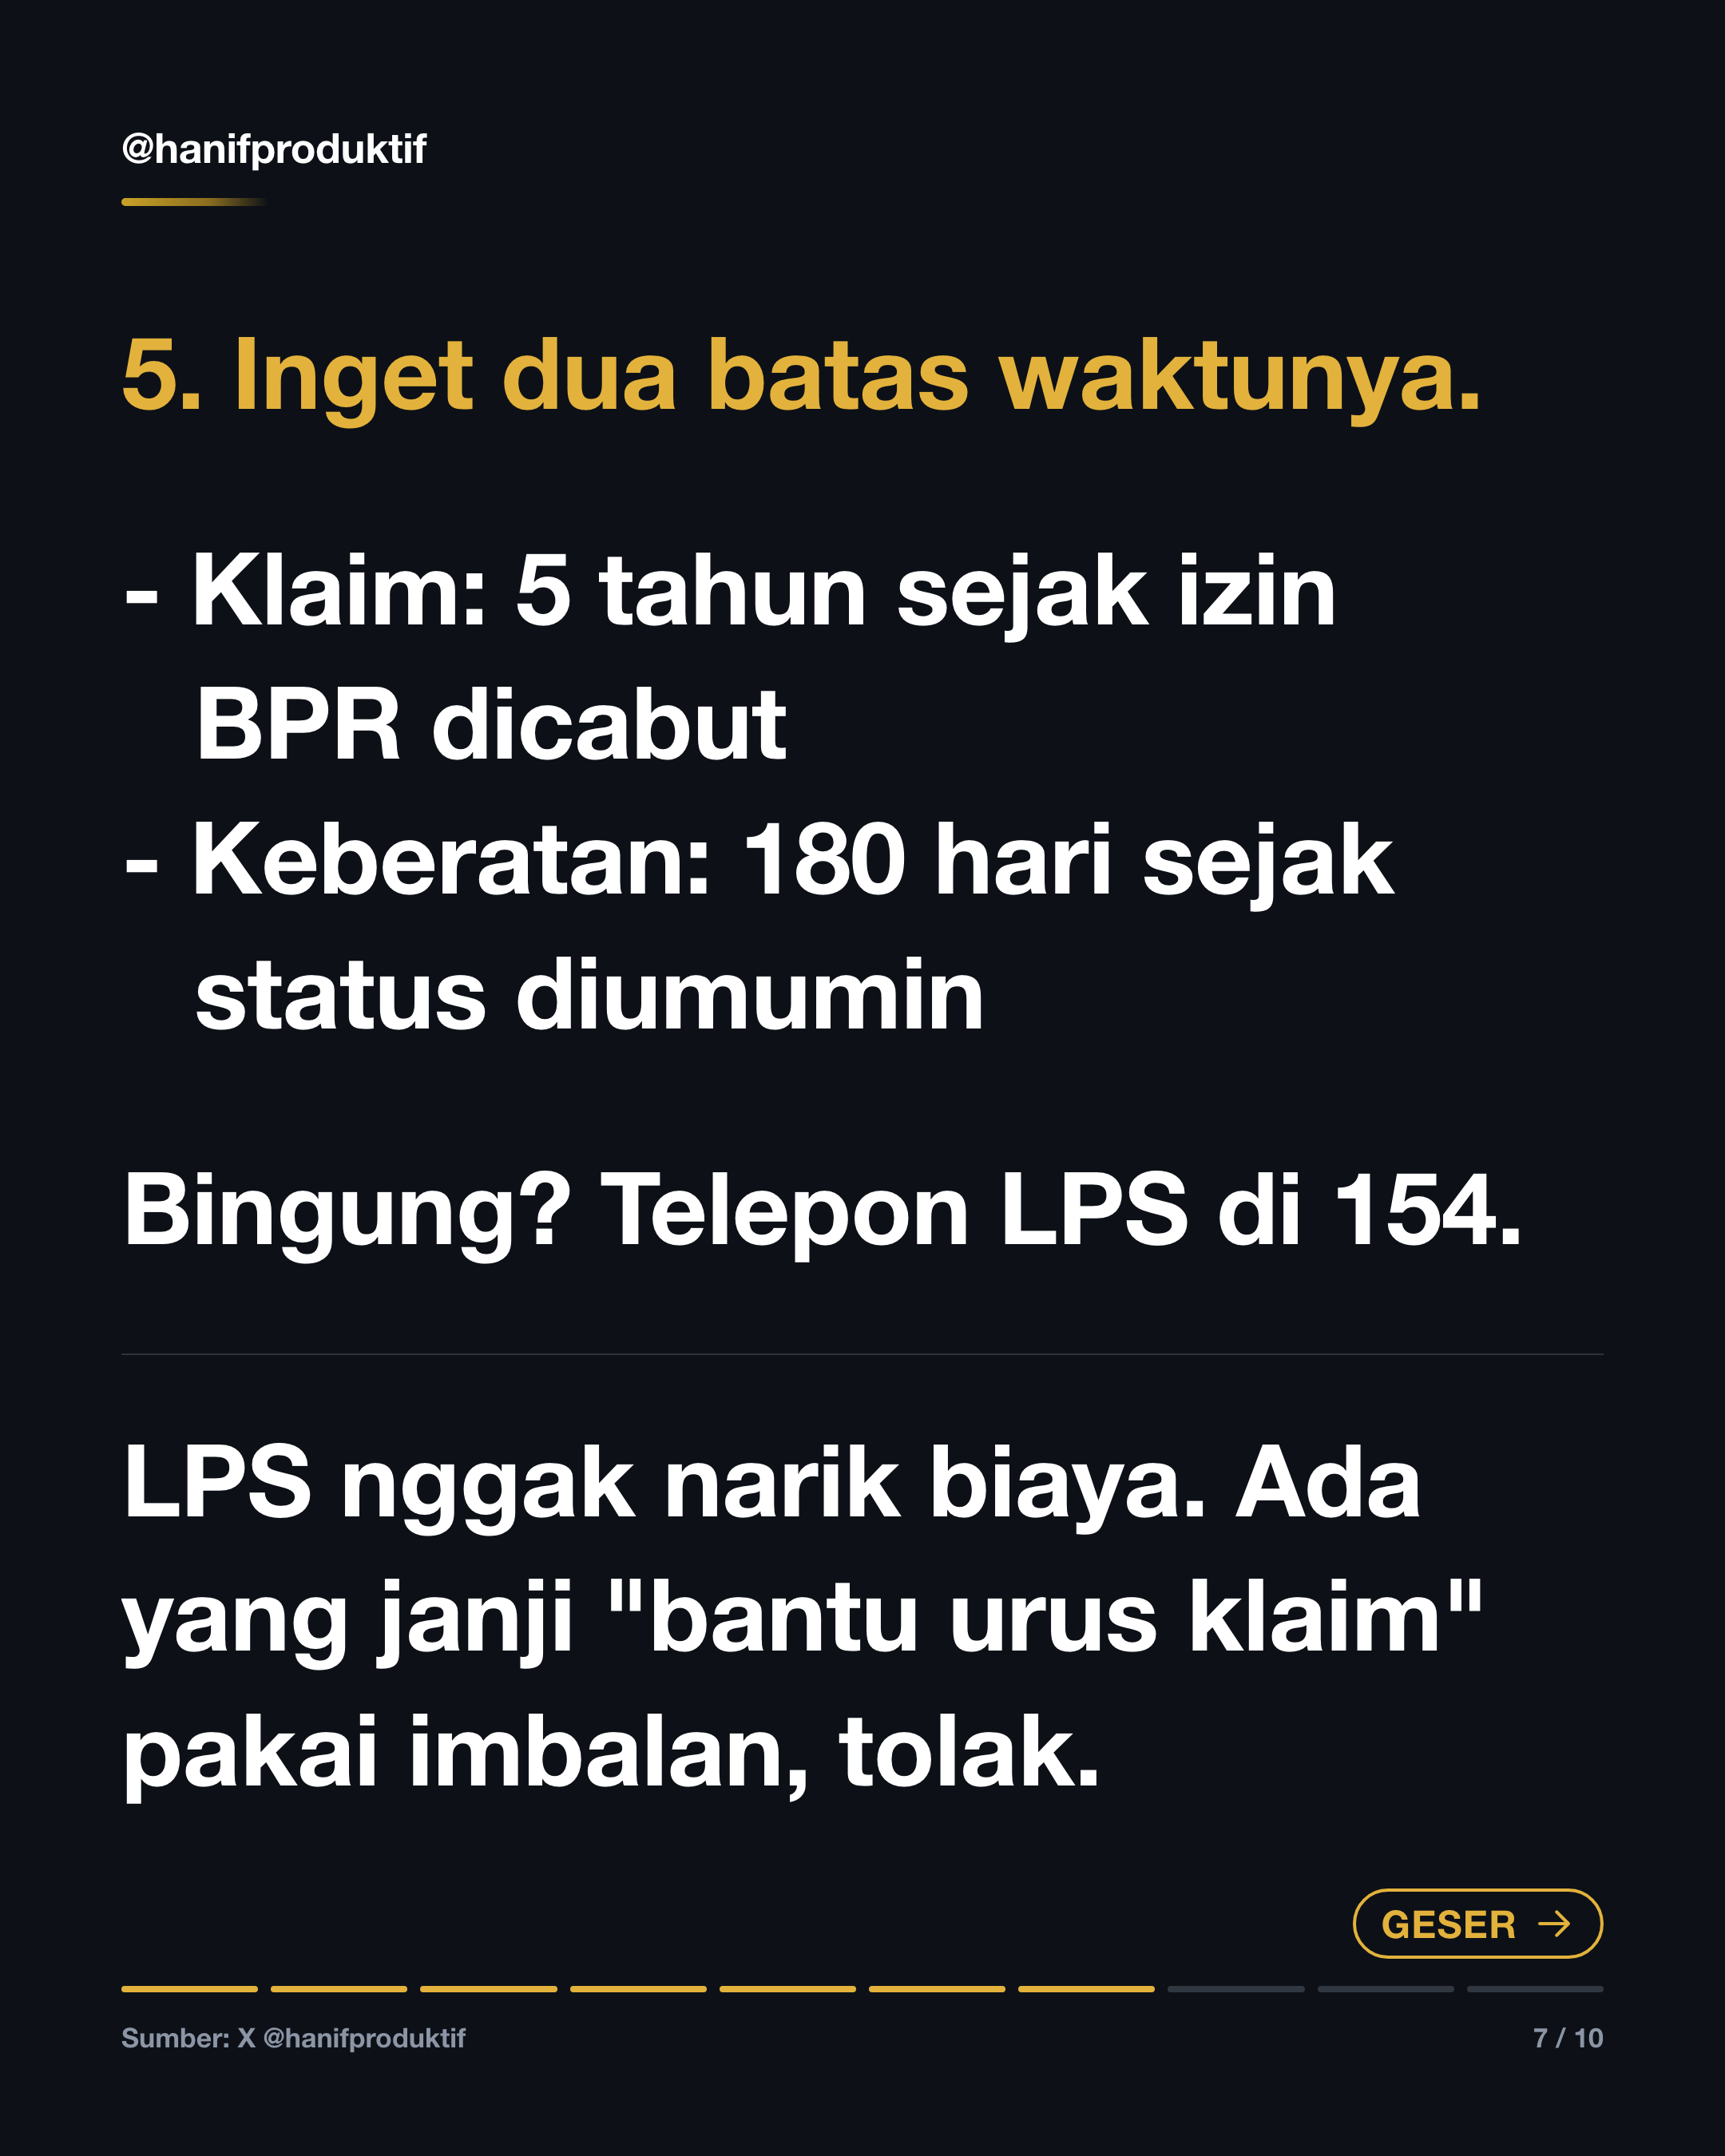 @hanifproduktif
5. Inget dua batas waktunya.
- Klaim: 5 tahun sejak izin
BPR dicabut
- Keberatan: 180 hari sejak
status diumumin
Bingung? Telepon LPS di 154.
LPS nggak narik biaya. Ada
yang janji "bantu urus klaim"
pakai imbalan, tolak.
GESER →
Sumber: X @hanifproduktif
7 / 10